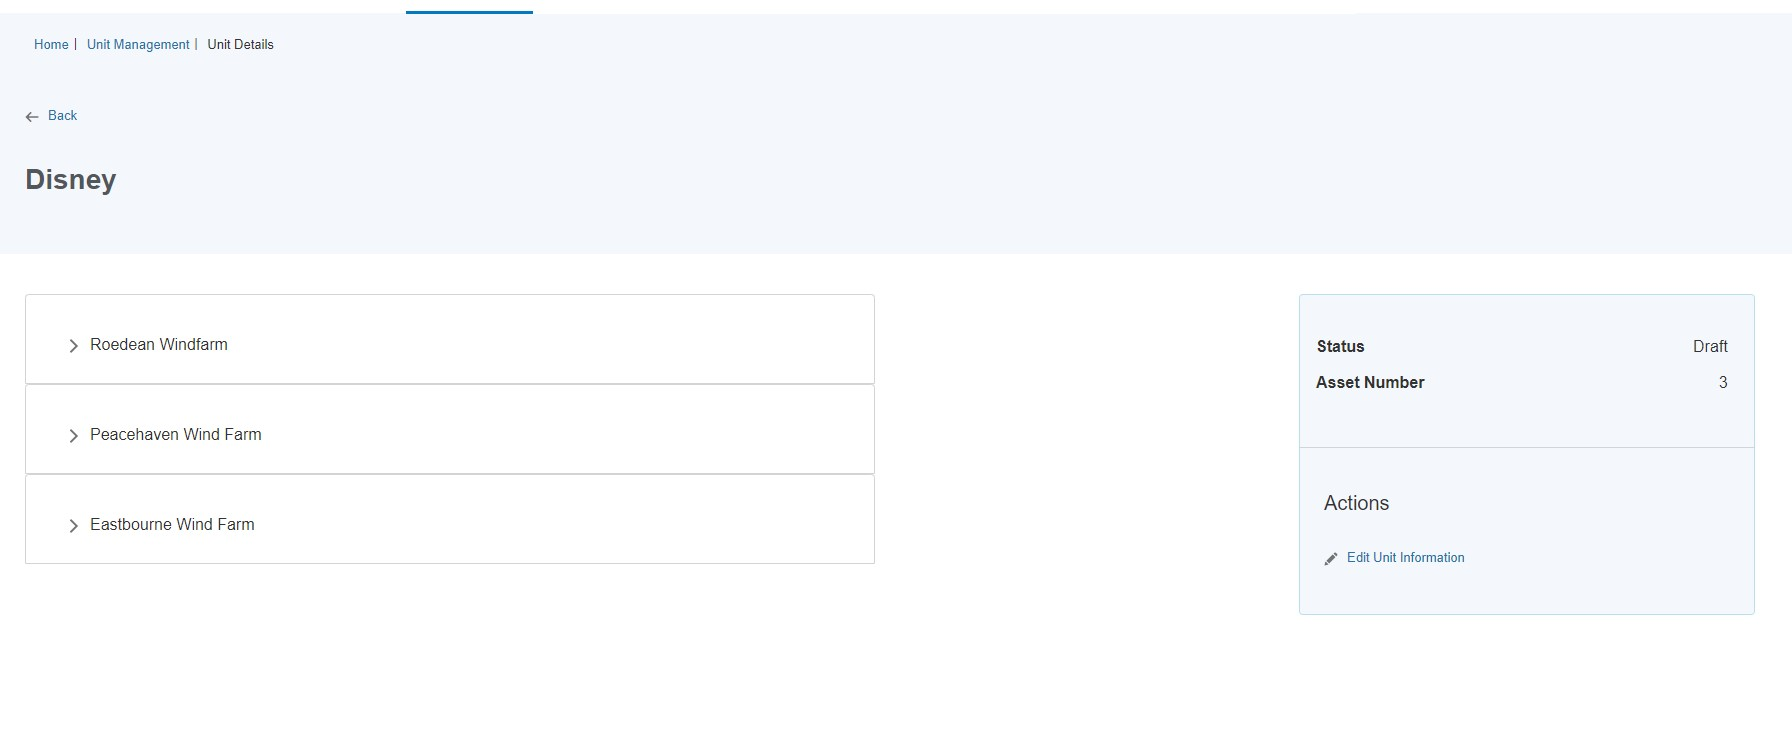 Home | Unit Management | Unit Details
Back
Disney
Roedean Windfarm
Peacehaven Wind Farm
Eastbourne Wind Farm
Status Draft
Asset Number 3
Actions
Edit Unit Information